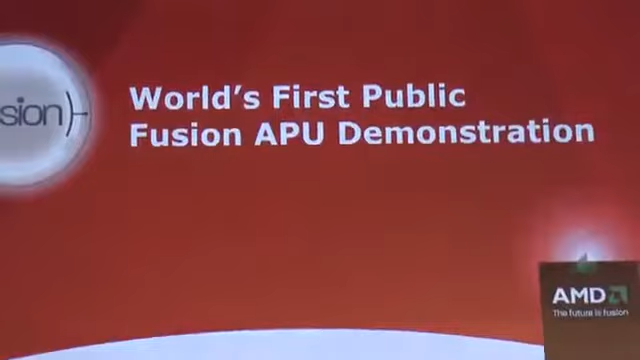 sion
World's First Public
Fusion APU Demonstration
AMD
The future is fusion